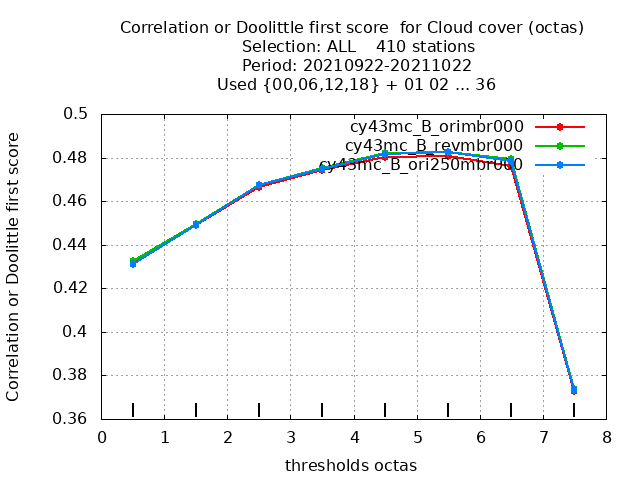 Correlation or Doolittle first score  for Cloud cover (octas)
Selection: ALL    410 stations
Period: 20210922-20211022
Used {00,06,12,18} + 01 02 ... 36
Correlation or Doolittle first score
0.5
0.48
0.46
0.44
0.42
0.4
0.38
0.36
cy43mc_B_orimbr000
cy43mc_B_revmbr000
cy43mc_B_ori250mbr000
0 1 2 3 4 5 6 7 8
thresholds octas